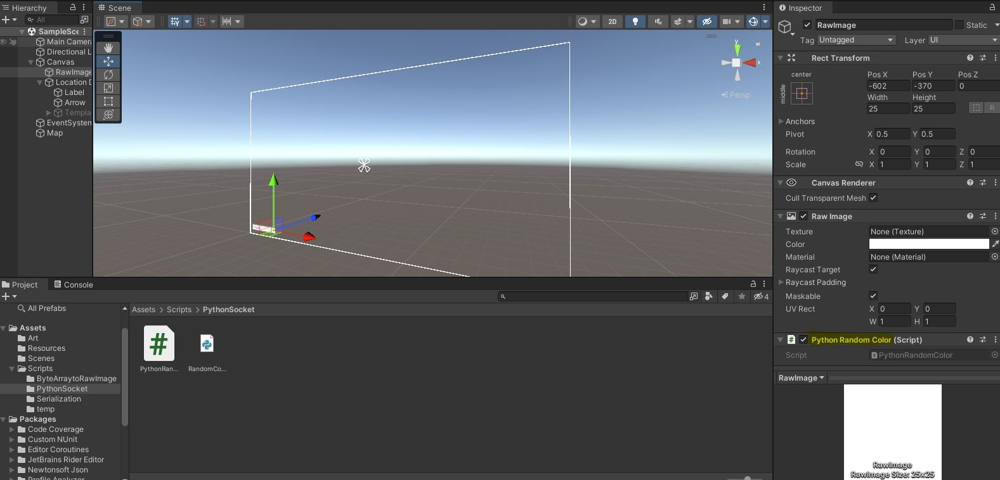 Hierarchy
All
SampleSce
Main Camera
Directional L
Canvas
RawImage
Location D
Label
Arrow
Templa
EventSystem
Map
Scene
2D
y
x
Persp
Inspector
RawImage
Static
Tag Untagged
Layer UI
Rect Transform
center
middle
Pos X Pos Y Pos Z
-602 -370 0
Width Height
25 25
R
Anchors
Pivot X 0.5 Y 0.5
Rotation X 0 Y 0 Z 0
Scale X 1 Y 1 Z 1
Canvas Renderer
Cull Transparent Mesh
Raw Image
Texture None (Texture)
Color
Material None (Material)
Raycast Target
Raycast Padding
Maskable
UV Rect X 0 Y 0
W 1 H 1
# Python Random Color (Script)
Script PythonRandomColor
RawImage
RawImage
RawImage Size: 25x25
Project
Console
4
All Prefabs
Assets
Art
Resources
Scenes
Scripts
ByteArraytoRawImage
PythonSocket
Serialization
temp
Packages
Code Coverage
Custom NUnit
Editor Coroutines
JetBrains Rider Editor
Newtonsoft Json
Profile Analyzer
Assets > Scripts > PythonSocket
#
PythonRan...
RandomCo...